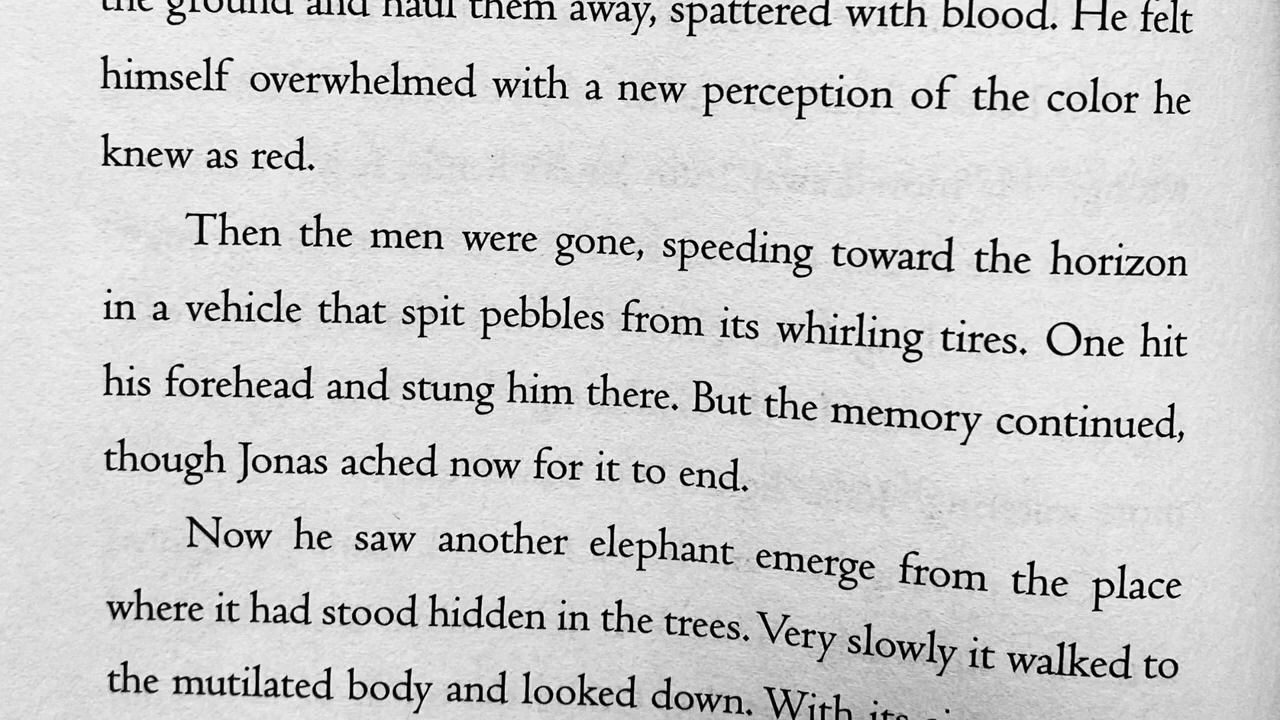 the ground and haul them away, spattered with blood. He felt
himself overwhelmed with a new perception of the color he
knew as red.
Then the men were gone, speeding toward the horizon
in a vehicle that spit pebbles from its whirling tires. One hit
his forehead and stung him there. But the memory continued,
though Jonas ached now for it to end.
Now he saw another elephant emerge from the place
where it had stood hidden in the trees. Very slowly it walked to
the mutilated body and looked down. With its